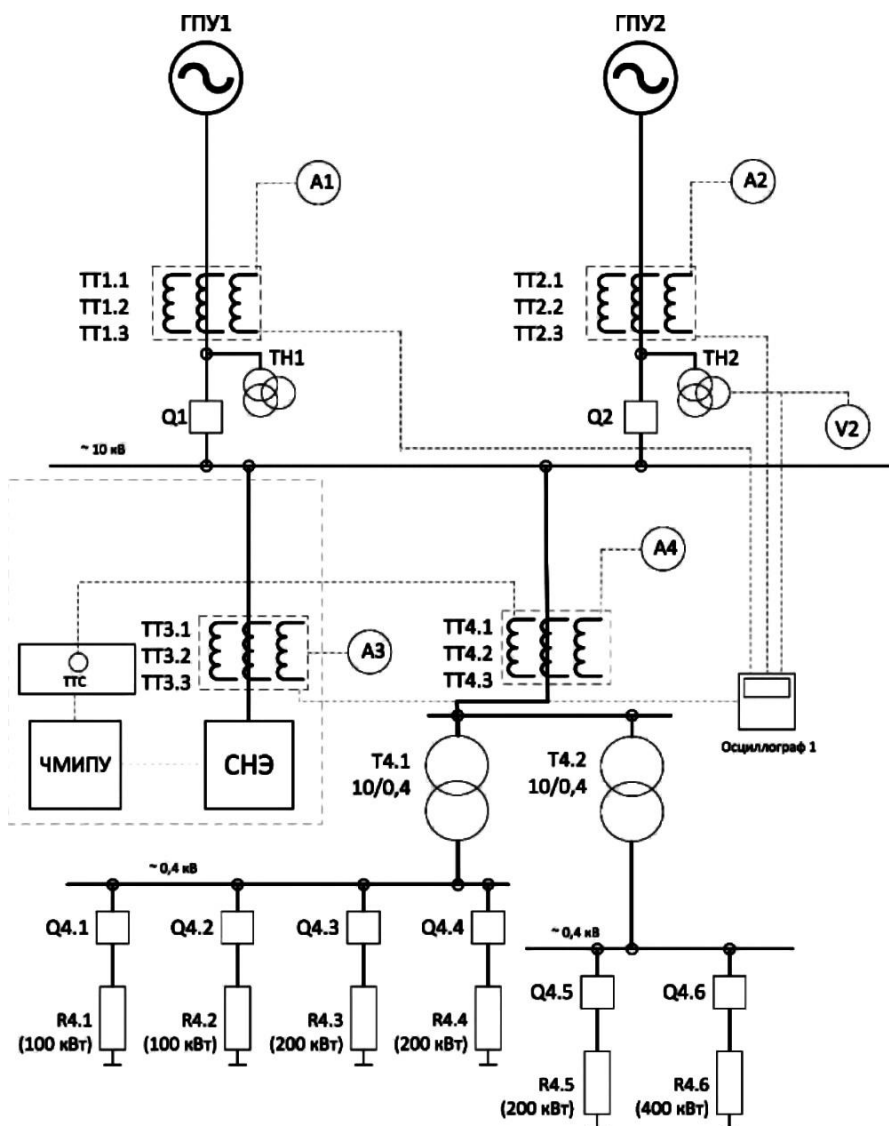 ГПУ1
ГПУ2
А1
А2
ТТ1.1
ТТ1.2
ТТ1.3
ТТ2.1
ТТ2.2
ТТ2.3
ТН1
ТН2
Q1
Q2
V2
~ 10 кВ
А4
ТТ3.1
ТТ3.2
ТТ3.3
А3
ТТ4.1
ТТ4.2
ТТ4.3
ТТС
ЧМИПУ
СНЭ
Осциллограф 1
Т4.1
10/0,4
Т4.2
10/0,4
~ 0,4 кВ
Q4.1
Q4.2
Q4.3
Q4.4
~ 0,4 кВ
Q4.5
Q4.6
R4.1
(100 кВт)
R4.2
(100 кВт)
R4.3
(200 кВт)
R4.4
(200 кВт)
R4.5
(200 кВт)
R4.6
(400 кВт)